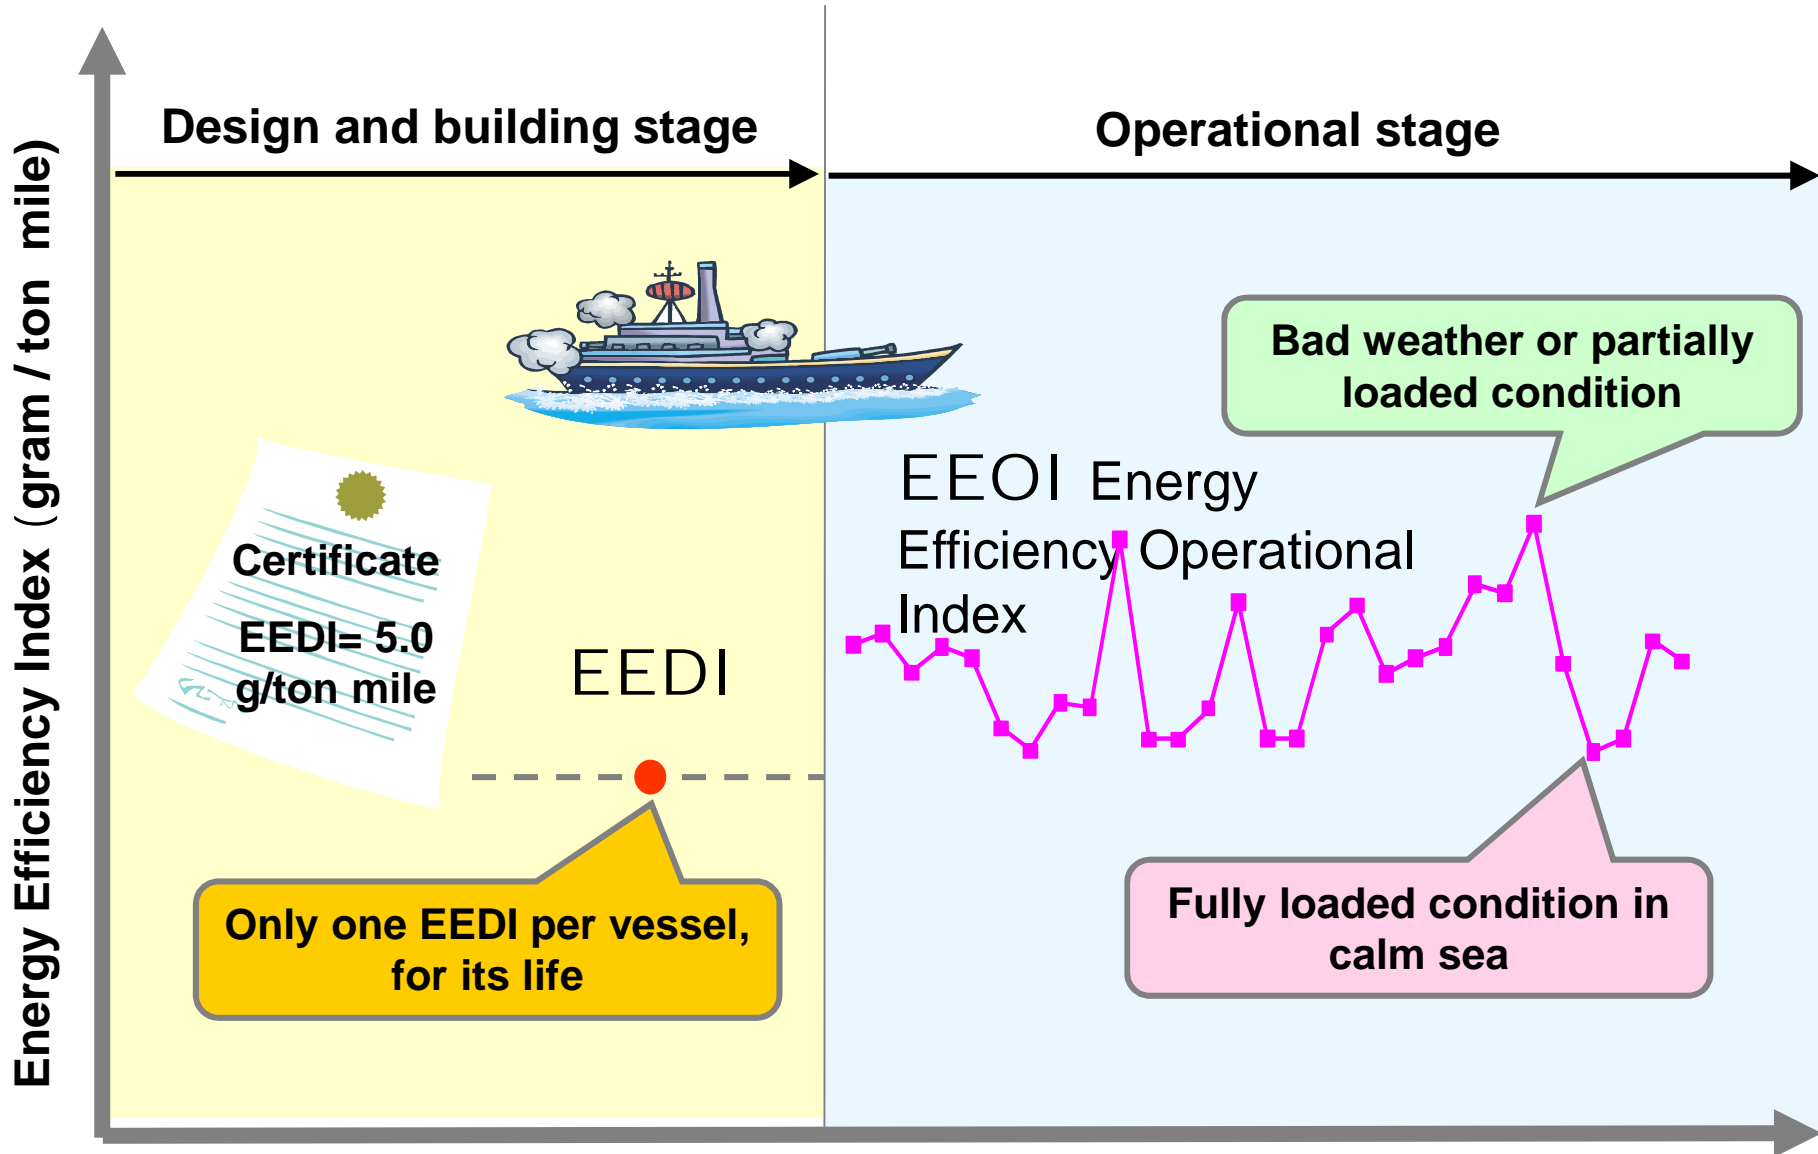 Energy Efficiency Index (gram / ton mile)
Design and building stage
Operational stage
Bad weather or partially
loaded condition
EEOI Energy
Efficiency Operational
Index
Certificate
EEDI= 5.0
g/ton mile
EEDI
Only one EEDI per vessel,
for its life
Fully loaded condition in
calm sea